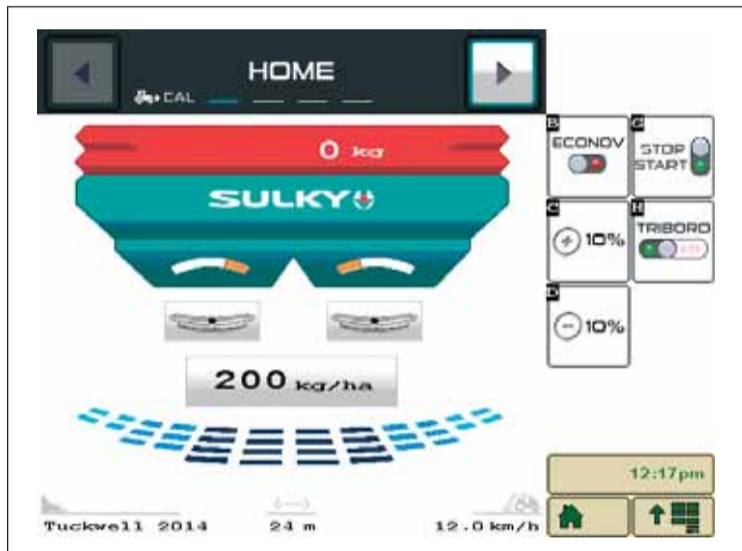 HOME
CAL
0 kg
SULKY
200 kg/ha
Tuckwell 2014
24 m
12.0 km/h
B
ECONOV
G
STOP
START
C
+ 10%
H
TRIBORD
D
- 10%
12:17pm